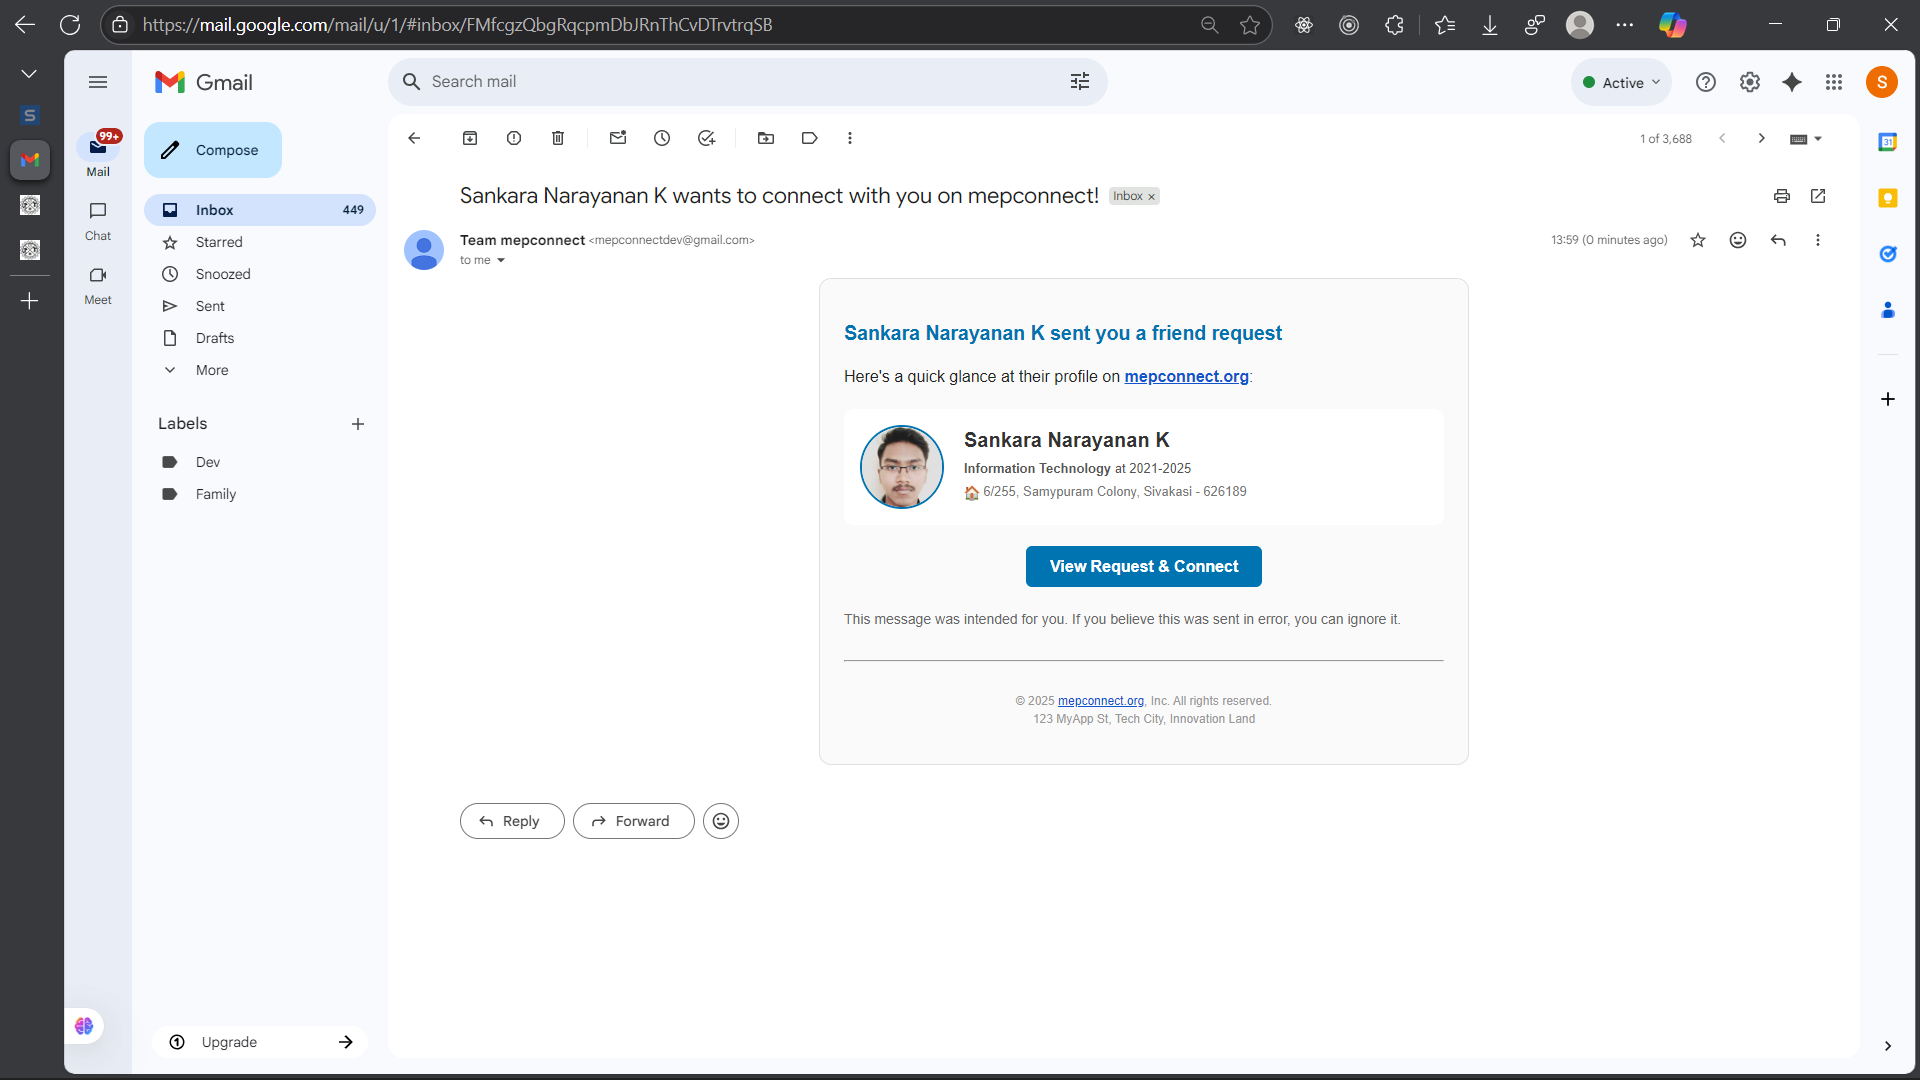 https://mail.google.com/mail/u/1/#inbox/FMfcgzQbgRqcpmDbJRnThCvDTrvtrqSB
S
Gmail
Search mail
Active
S
99+
Mail
Compose
1 of 3,688
31
Sankara Narayanan K wants to connect with you on mepconnect! Inbox x
Inbox 449
Chat
Starred
Team mepconnect <mepconnectdev@gmail.com>
13:59 (0 minutes ago)
to me
Snoozed
Meet
Sent
Drafts
More
Labels
Dev
Family
Sankara Narayanan K sent you a friend request
Here's a quick glance at their profile on mepconnect.org:
Sankara Narayanan K
Information Technology at 2021-2025
6/255, Samypuram Colony, Sivakasi - 626189
View Request & Connect
This message was intended for you. If you believe this was sent in error, you can ignore it.
© 2025 mepconnect.org, Inc. All rights reserved.
123 MyApp St, Tech City, Innovation Land
Reply
Forward
Upgrade